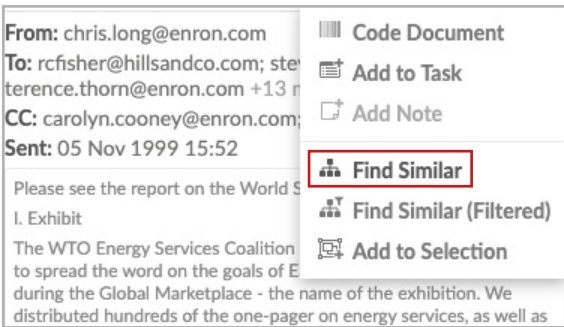 From: chris.long@enron.com
To: rcfisher@hillsandco.com;
terence.thorn@enron.com +13
CC: carolyn.cooney@enron.com;
Sent: 05 Nov 1999 15:52
Please see the report on the World
I. Exhibit
The WTO Energy Services Coalition
to spread the word on the goals of
during the Global Marketplace - the name of the exhibition. We
distributed hundreds of the one-pager on energy services, as well as
Code Document
Add to Task
Add Note
Find Similar
Find Similar (Filtered)
Add to Selection